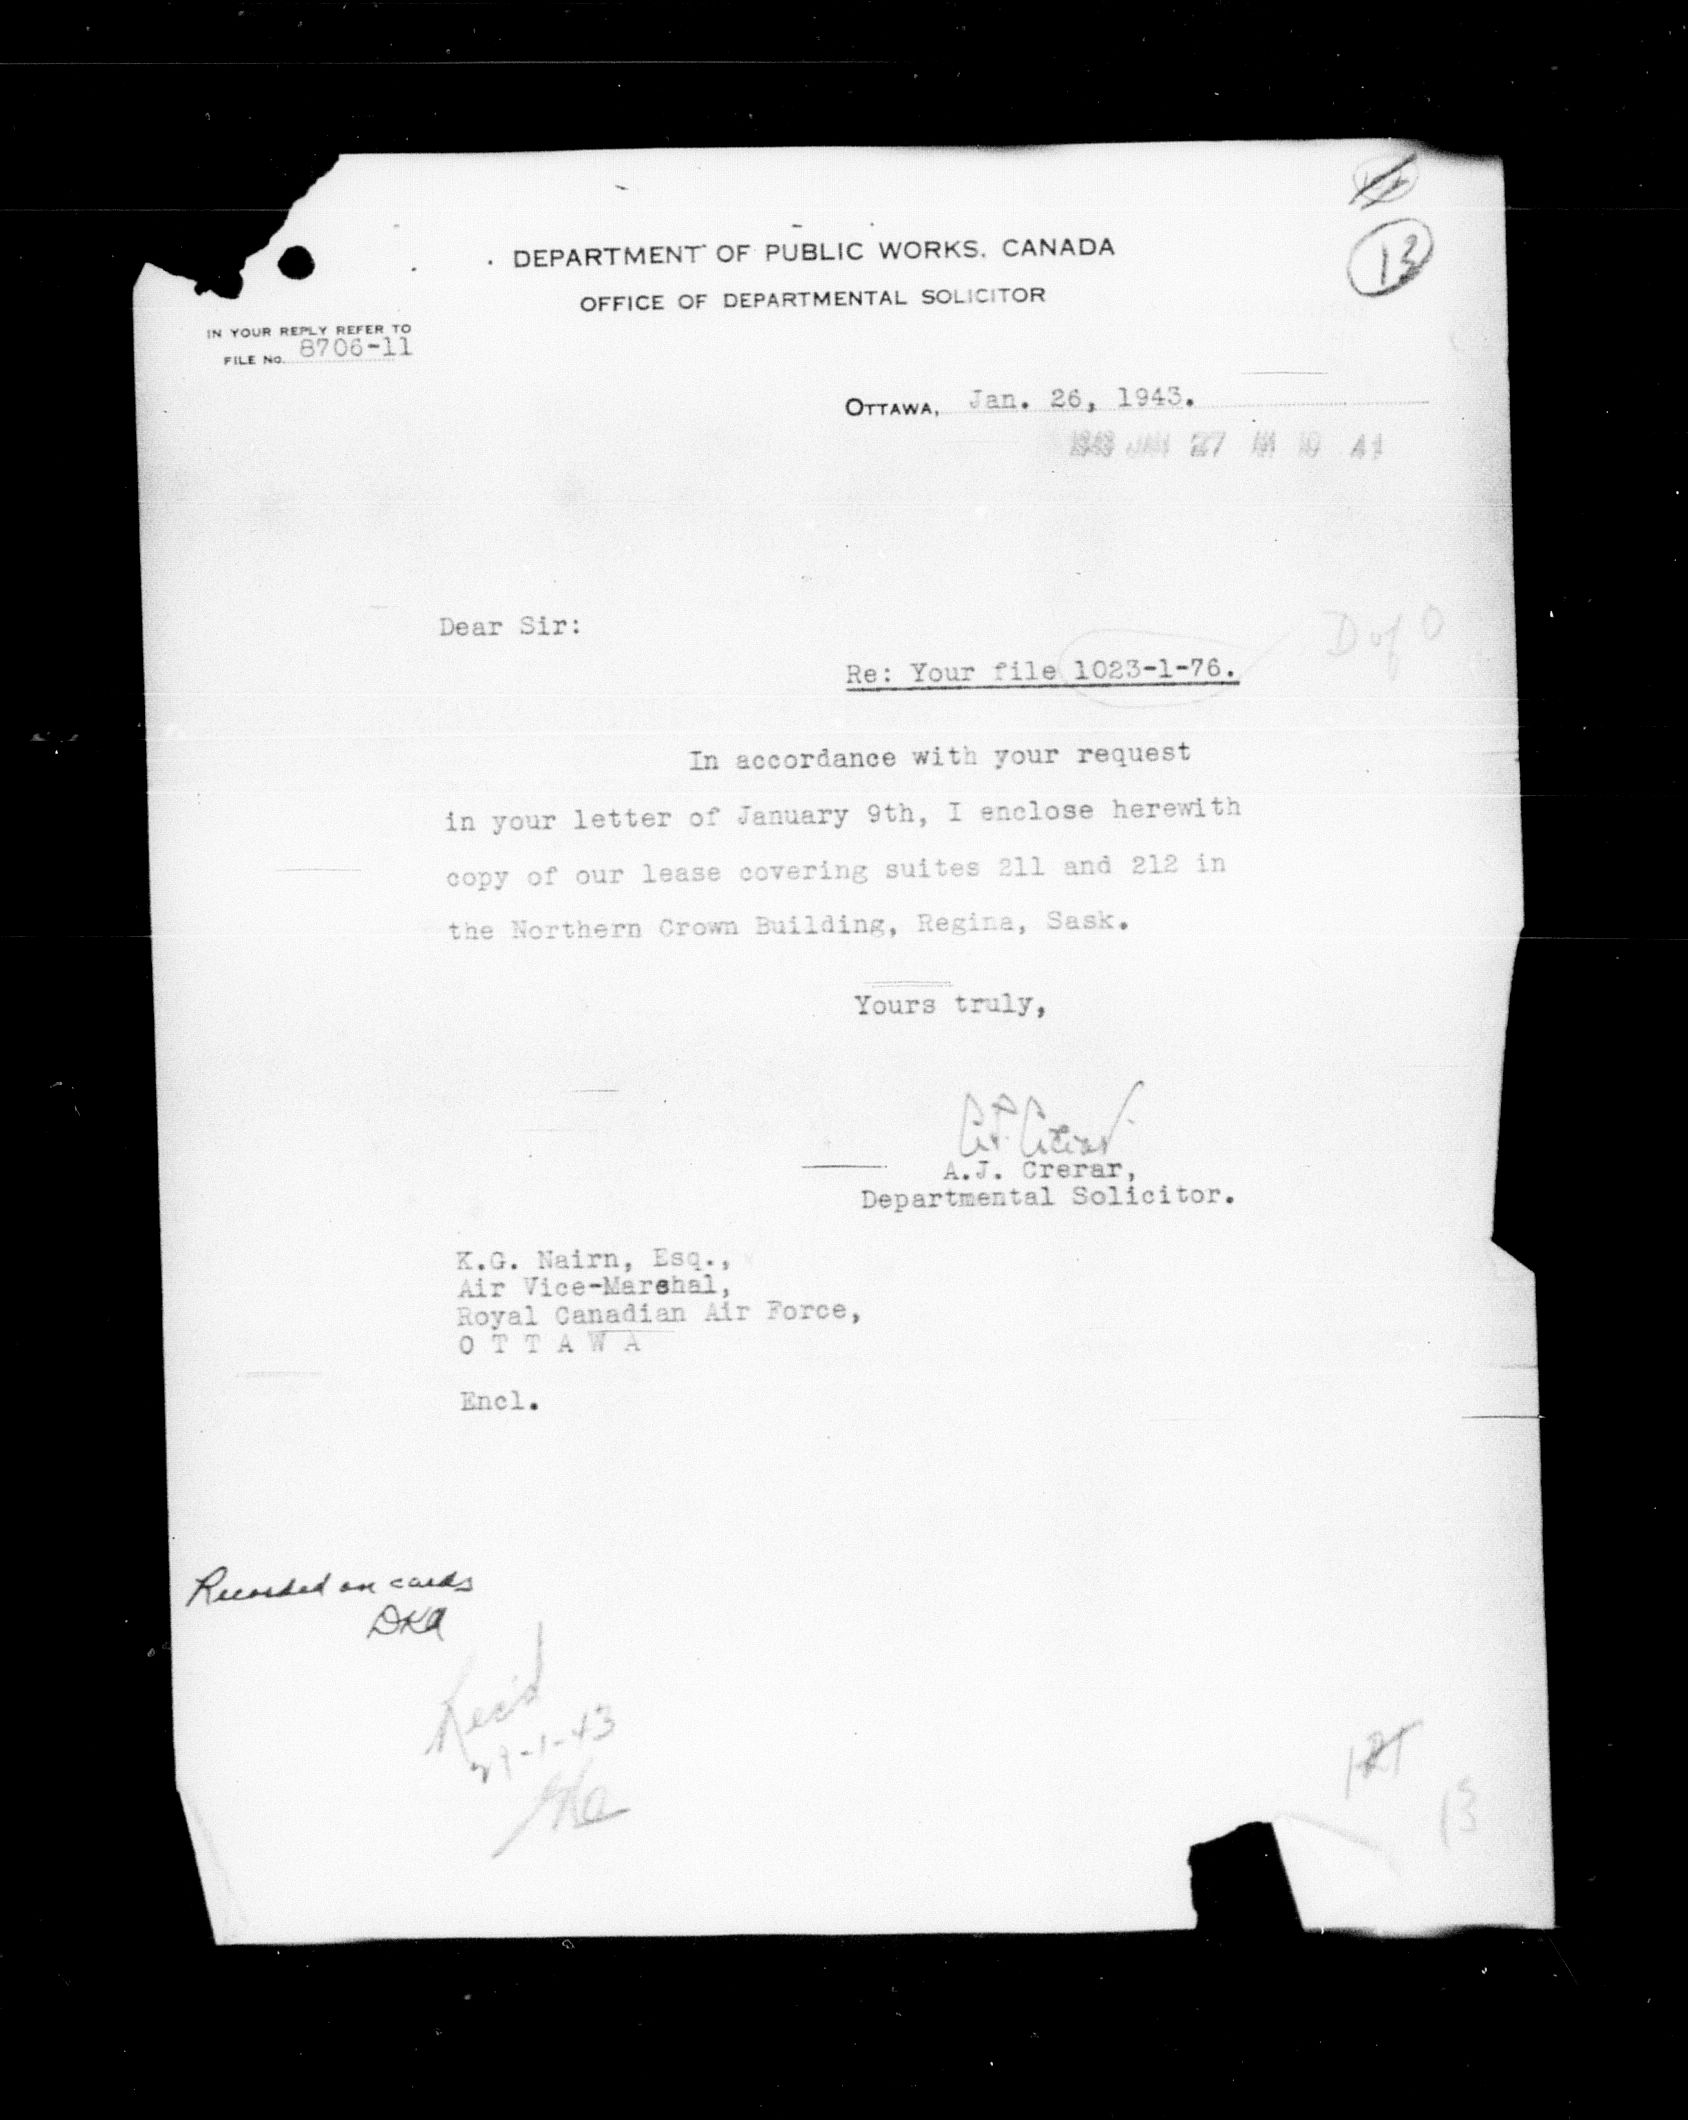 13
DEPARTMENT OF PUBLIC WORKS, CANADA
OFFICE OF DEPARTMENTAL SOLICITOR
IN YOUR REPLY REFER TO
FILE No. 8706-11
OTTAWA, Jan. 26, 1943.
1943 JAN 27 AM 10 41
Dear Sir:
D of O
Re: Your file 1023-1-76.
In accordance with your request
in your letter of January 9th, I enclose herewith
copy of our lease covering suites 211 and 212 in
the Northern Crown Building, Regina, Sask.
Yours truly,
A.J. Crerar,
Departmental Solicitor.
K.G. Nairn, Esq.,
Air Vice-Marshal,
Royal Canadian Air Force,
O T T A W A
Encl.
Recorded on cards
DKA
Rec'd
29-1-43
13